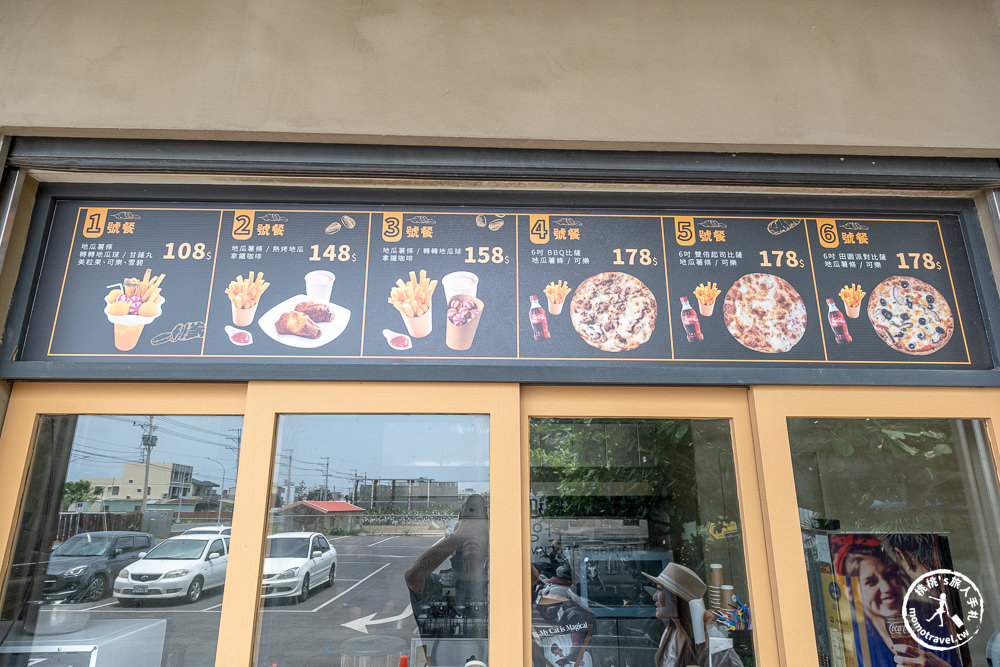 1 號餐
地瓜薯條
轉轉地瓜球 / 甘鋪丸
美粒果、可樂、雪碧
108$
2 號餐
地瓜薯條 / 熱烤地瓜
拿鐵咖啡
148$
3 號餐
地瓜薯條 / 轉轉地瓜球
拿鐵咖啡
158$
4 號餐
6吋 BBQ比薩
地瓜薯條 / 可樂
178$
5 號餐
6吋 雙倍起司比薩
地瓜薯條 / 可樂
178$
6 號餐
6吋 田園派對比薩
地瓜薯條 / 可樂
178$
My Cat is Magical
桃桃's旅人手札
momotravel.tw